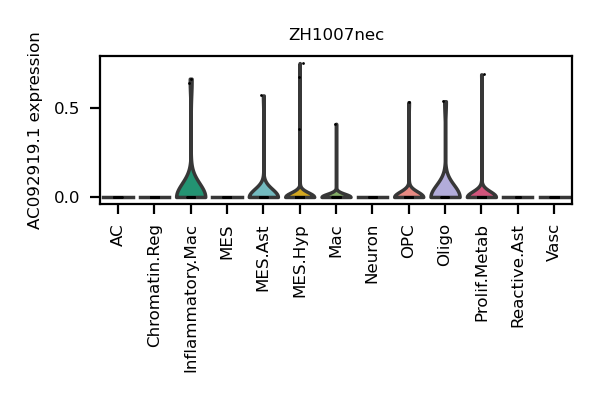 ZH1007nec
AC092919.1 expression
0.5
0.0
AC
Chromatin.Reg
Inflammatory.Mac
MES
MES.Ast
MES.Hyp
Mac
Neuron
OPC
Oligo
Prolif.Metab
Reactive.Ast
Vasc